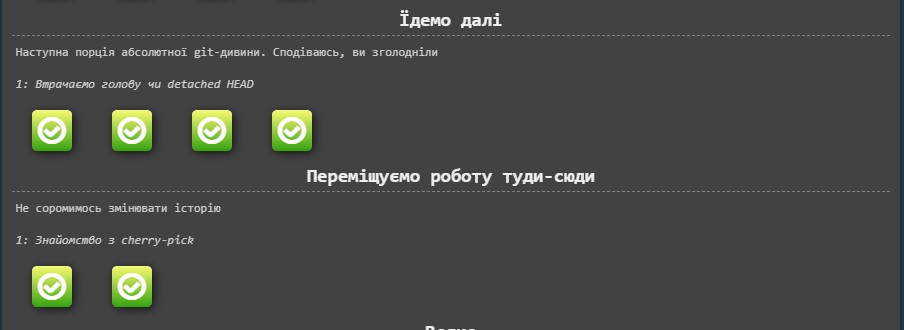 Їдемо далі
Наступна порція абсолютної git-дивини. Сподіваюсь, ви зголодніли
1: Втрачаємо голову чи detached HEAD
Переміщуємо роботу туди-сюди
Не соромимось змінювати історію
1: Знайомство з cherry-pick